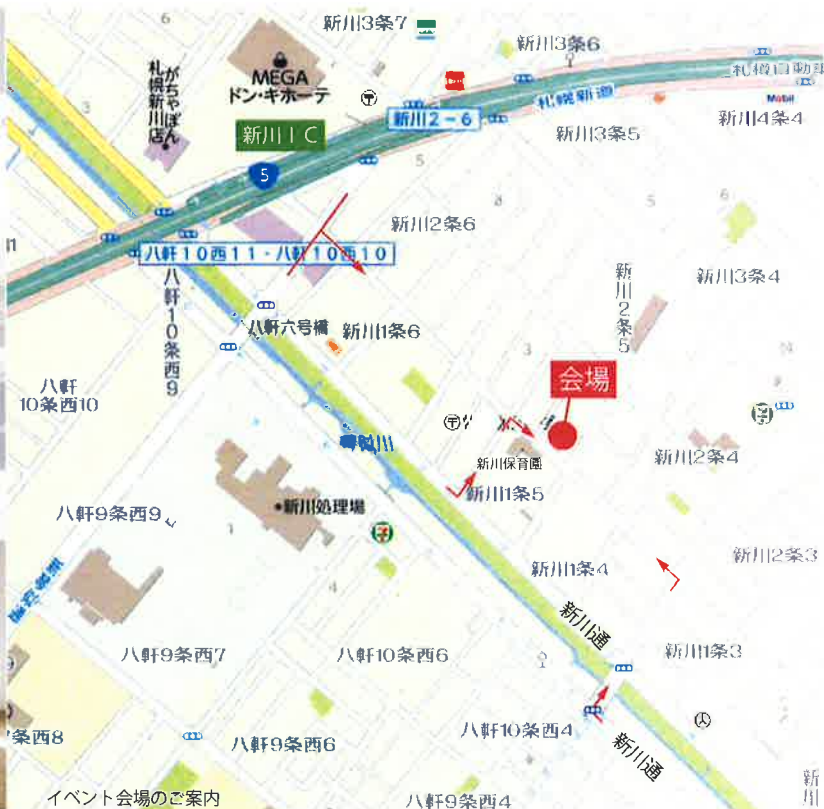 新川3条7
新川3条6
MEGA
ドン・キホーテ
がちゃぽん
札幌新川店
札樽自動車
札幌新道
Mobil
新川4条4
新川2-6
新川3条5
新川IC
5
新川2条6
八軒10西11・八軒10西10
新川3条4
新川2条5
八軒10条西9
八軒六号橋
新川1条6
八軒
10条西10
会場
新川保育園
新川2条4
新川1条5
新川処理場
八軒9条西9
新川2条3
新川1条4
新川通
八軒9条西7
八軒10条西6
新川1条3
八軒10条西4
条西8
八軒9条西6
新川通
新川
イベント会場のご案内
八軒9条西4